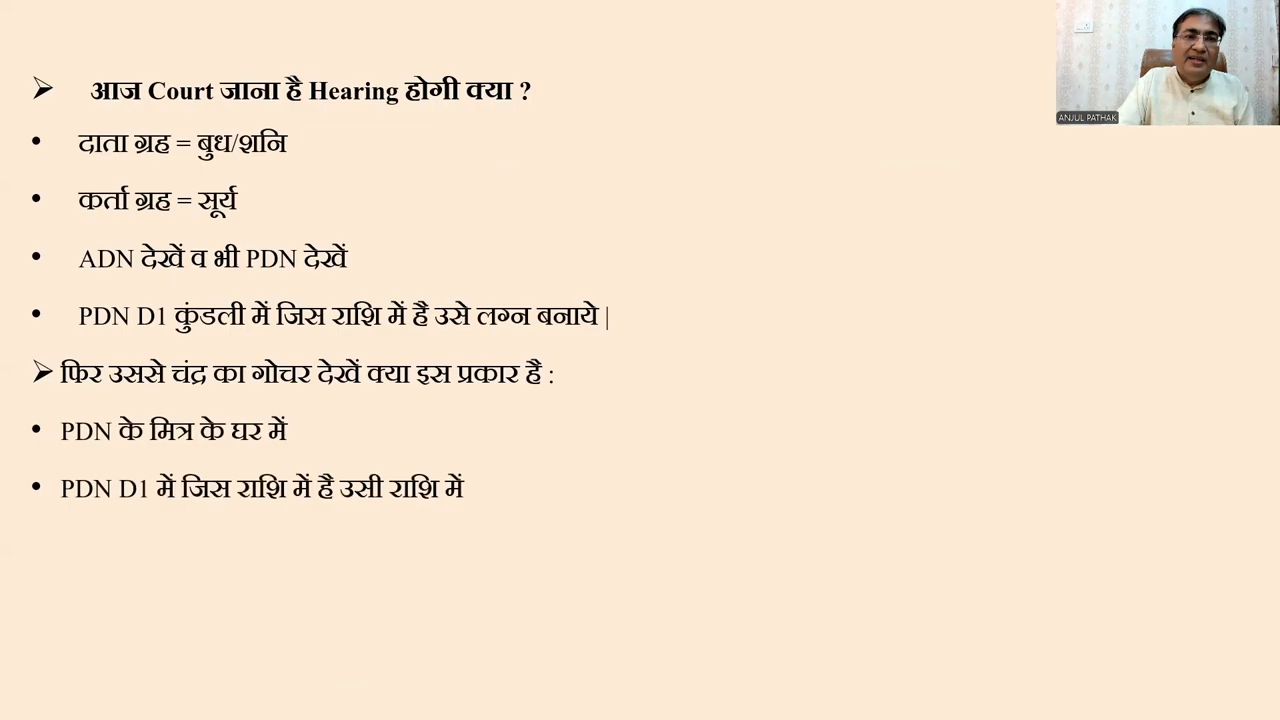 ➢ आज Court जाना है Hearing होगी क्या ?
• दाता ग्रह = बुध/शनि
• कर्ता ग्रह = सूर्य
• ADN देखें व भी PDN देखें
• PDN D1 कुंडली में जिस राशि में है उसे लग्न बनाये |
➢ फिर उससे चंद्र का गोचर देखें क्या इस प्रकार है :
• PDN के मित्र के घर में
• PDN D1 में जिस राशि में है उसी राशि में
ANJUL PATHAK